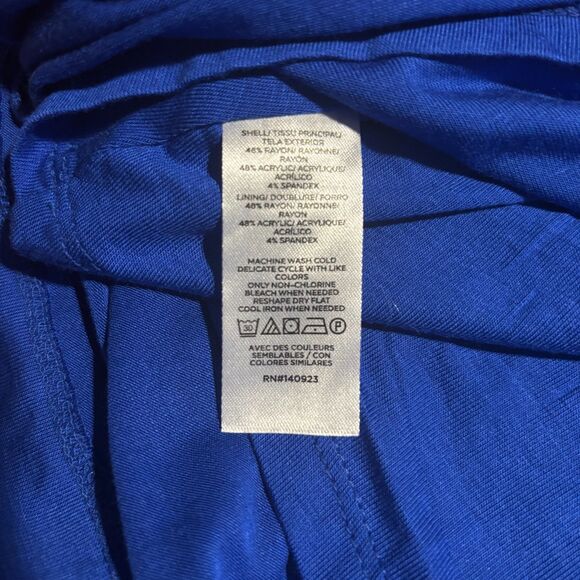 SHELL/ TISSU PRINCIPAL/
TELA EXTERIOR
48% RAYON/ RAYONNE/
RAYÓN
48% ACRYLIC/ ACRYLIQUE/
ACRÍLICO
4% SPANDEX
LINING/ DOUBLURE/ FORRO
48% RAYON/ RAYONNE/
RAYON
48% ACRYLIC/ ACRYLIQUE/
ACRÍLICO
4% SPANDEX
MACHINE WASH COLD
DELICATE CYCLE WITH LIKE
COLORS
ONLY NON-CHLORINE
BLEACH WHEN NEEDED
RESHAPE DRY FLAT
COOL IRON WHEN NEEDED
30 P
AVEC DES COULEURS
SEMBLABLES / CON
COLORES SIMILARES
RN#140923